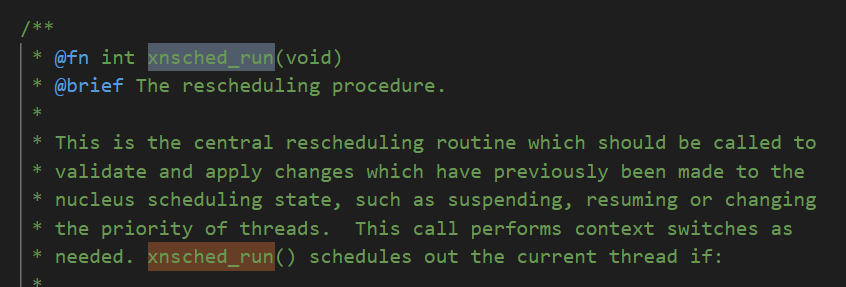 /**
* @fn int xnsched_run(void)
* @brief The rescheduling procedure.
*
* This is the central rescheduling routine which should be called to
* validate and apply changes which have previously been made to the
* nucleus scheduling state, such as suspending, resuming or changing
* the priority of threads.  This call performs context switches as
* needed. xnsched_run() schedules out the current thread if:
*